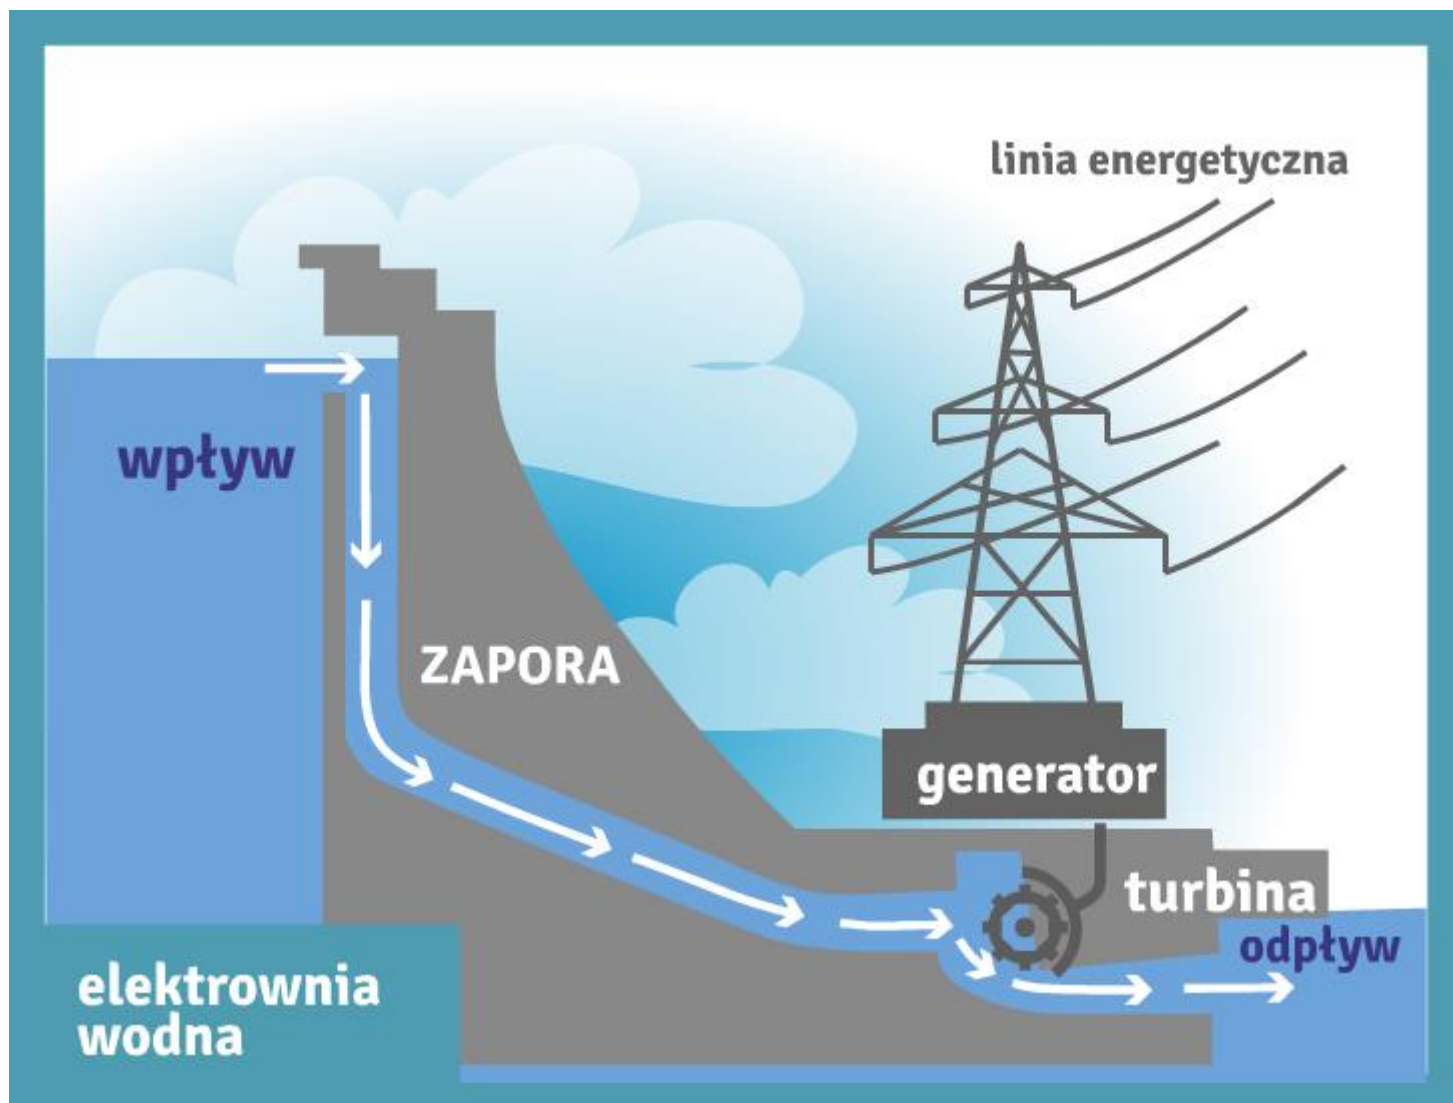 linia energetyczna
wpływ
ZAPORA
generator
turbina
odpływ
elektrownia
wodna